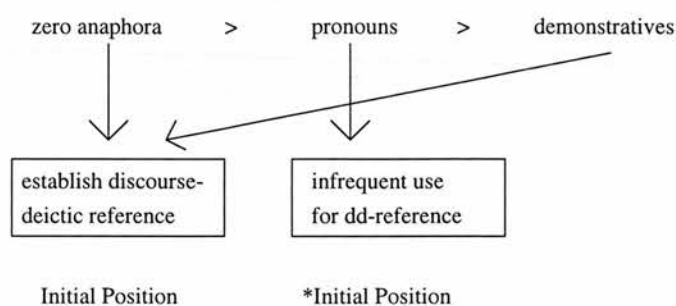 zero anaphora > pronouns > demonstratives
establish discourse-
deictic reference
infrequent use
for dd-reference
Initial Position *Initial Position